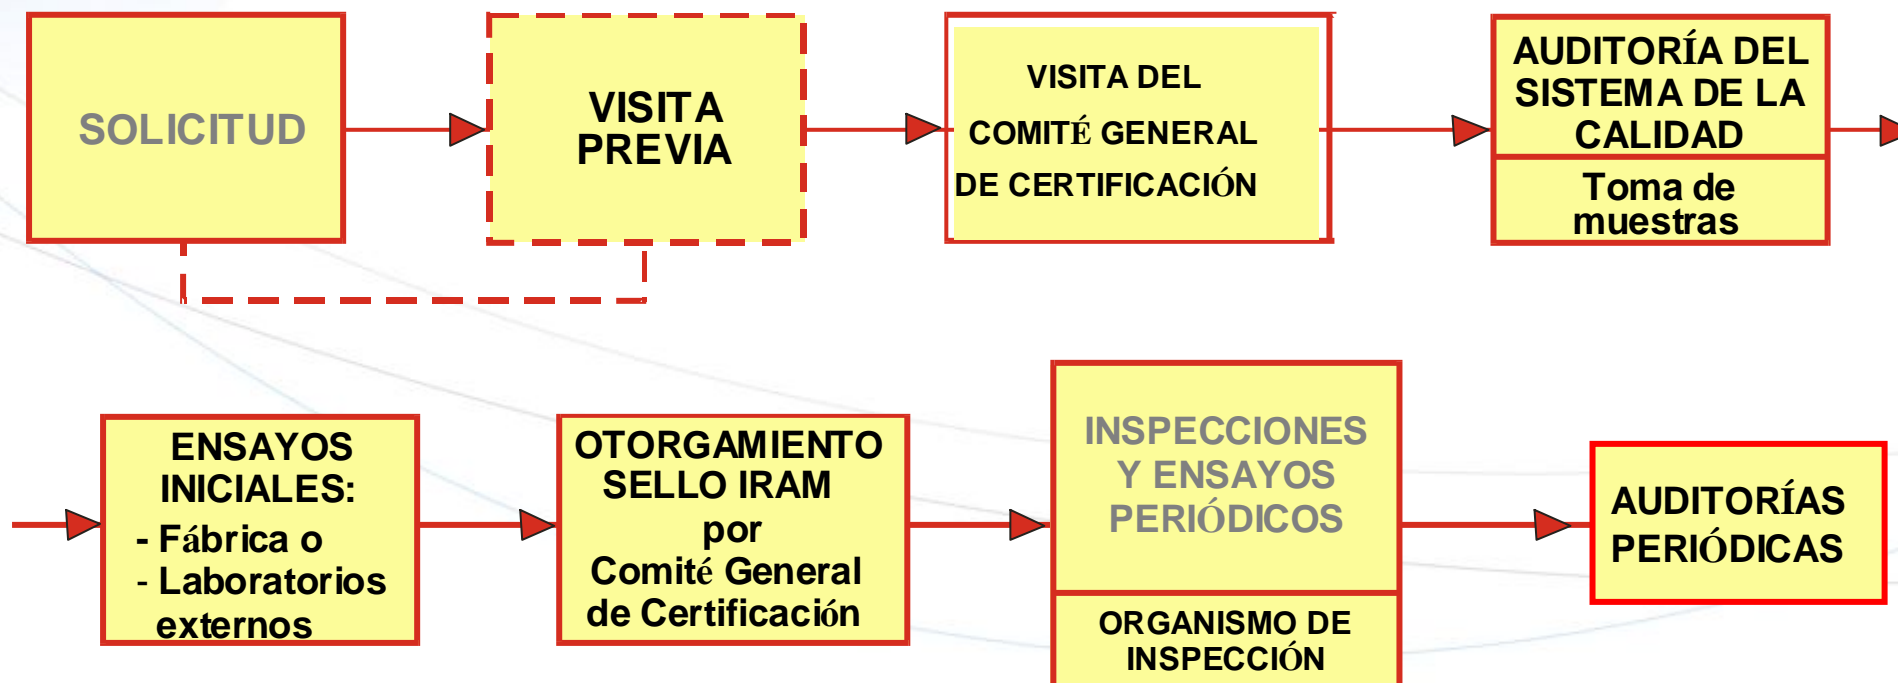 SOLICITUD
VISITA
PREVIA
VISITA DEL
COMITÉ GENERAL
DE CERTIFICACIÓN
AUDITORÍA DEL
SISTEMA DE LA
CALIDAD
Toma de
muestras
ENSAYOS
INICIALES:
- Fábrica o
- Laboratorios
externos
OTORGAMIENTO
SELLO IRAM
por
Comité General
de Certificación
INSPECCIONES
Y ENSAYOS
PERIÓDICOS
ORGANISMO DE
INSPECCIÓN
AUDITORÍAS
PERIÓDICAS